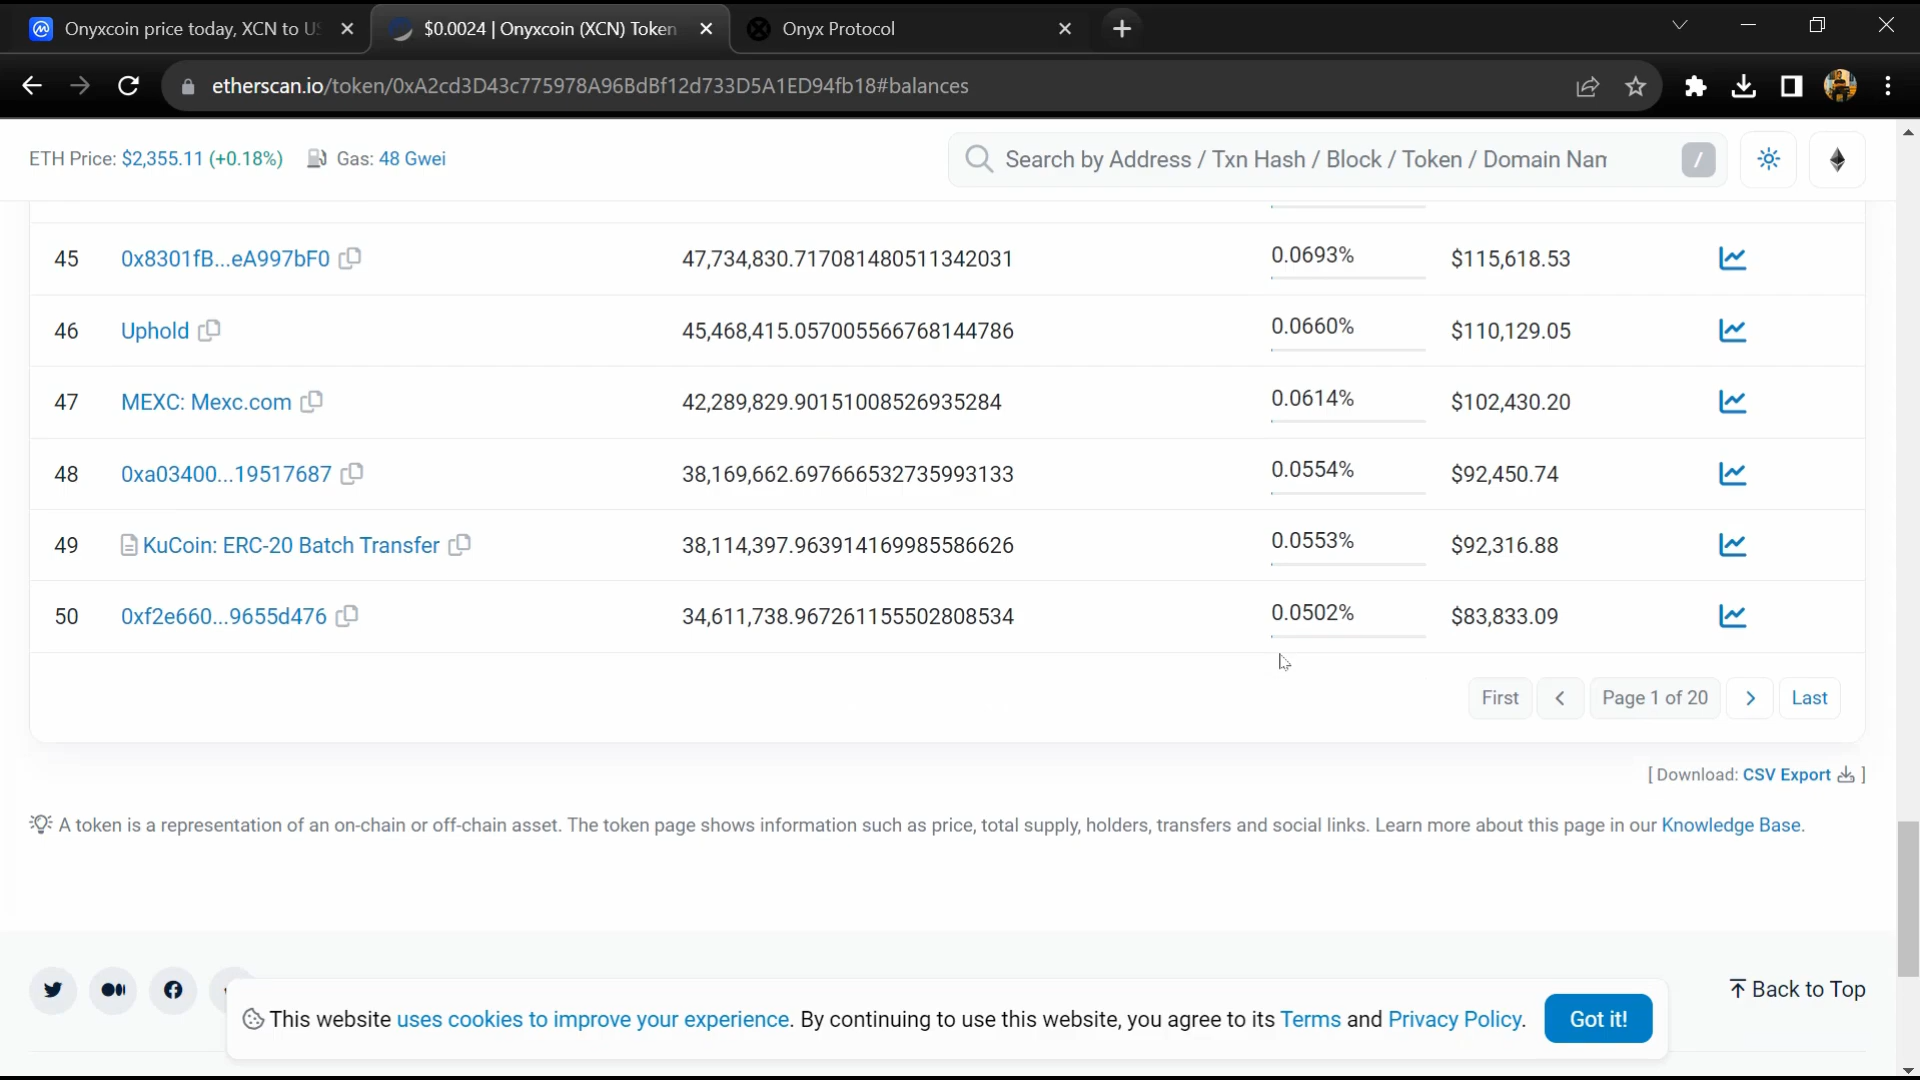 Onyxcoin price today, XCN to US
$0.0024 | Onyxcoin (XCN) Token
Onyx Protocol
etherscan.io/token/0xA2cd3D43c775978A96BdBf12d733D5A1ED94fb18#balances
ETH Price: $2,355.11 (+0.18%) Gas: 48 Gwei
Search by Address / Txn Hash / Block / Token / Domain Nam /
45 0x8301fB...eA997bF0 47,734,830.717081480511342031 0.0693% $115,618.53
46 Uphold 45,468,415.057005566768144786 0.0660% $110,129.05
47 MEXC: Mexc.com 42,289,829.90151008526935284 0.0614% $102,430.20
48 0xa03400...19517687 38,169,662.697666532735993133 0.0554% $92,450.74
49 KuCoin: ERC-20 Batch Transfer 38,114,397.963914169985586626 0.0553% $92,316.88
50 0xf2e660...9655d476 34,611,738.967261155502808534 0.0502% $83,833.09
First Page 1 of 20 Last
[ Download: CSV Export ]
A token is a representation of an on-chain or off-chain asset. The token page shows information such as price, total supply, holders, transfers and social links. Learn more about this page in our Knowledge Base.
Back to Top
This website uses cookies to improve your experience. By continuing to use this website, you agree to its Terms and Privacy Policy. Got it!